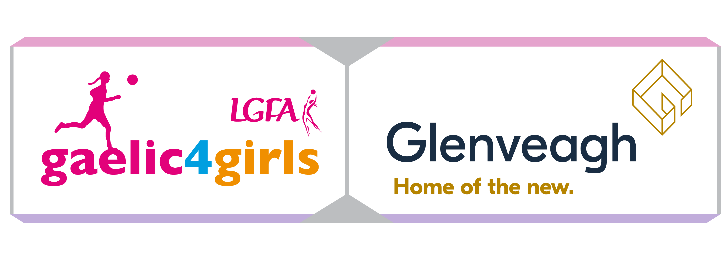 LGFA
gaelic4girls
Glenveagh
Home of the new.